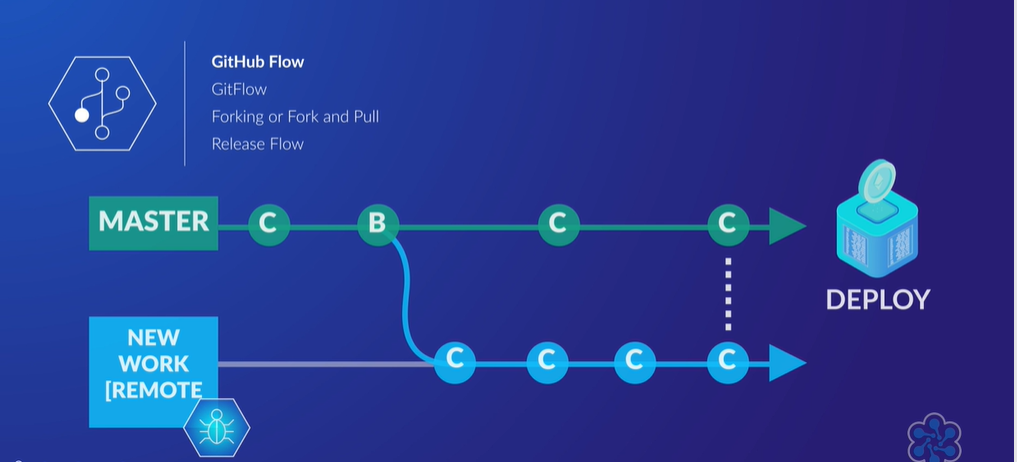 GitHub Flow
GitFlow
Forking or Fork and Pull
Release Flow
MASTER
C
B
C
C
DEPLOY
NEW
WORK
[REMOTE
C
C
C
C